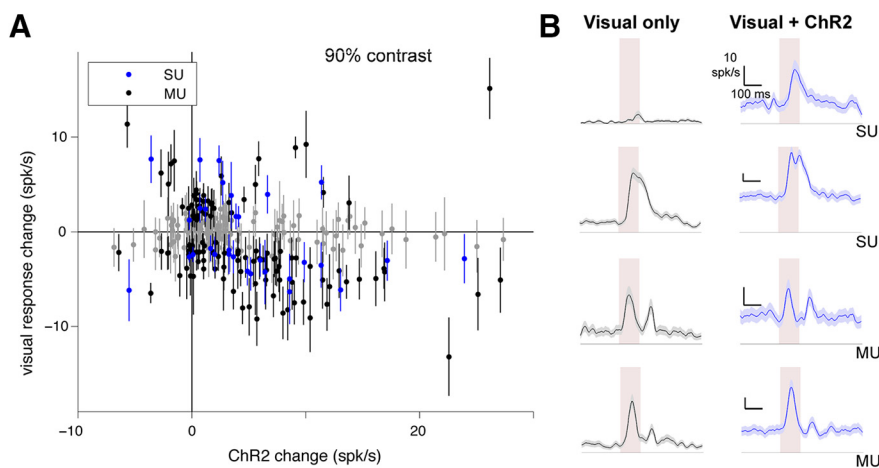 A
90% contrast
SU
MU
visual response change (spk/s)
10
0
−10
−10
0
20
ChR2 change (spk/s)
B
Visual only
Visual + ChR2
10
spk/s
100 ms
SU
SU
MU
MU